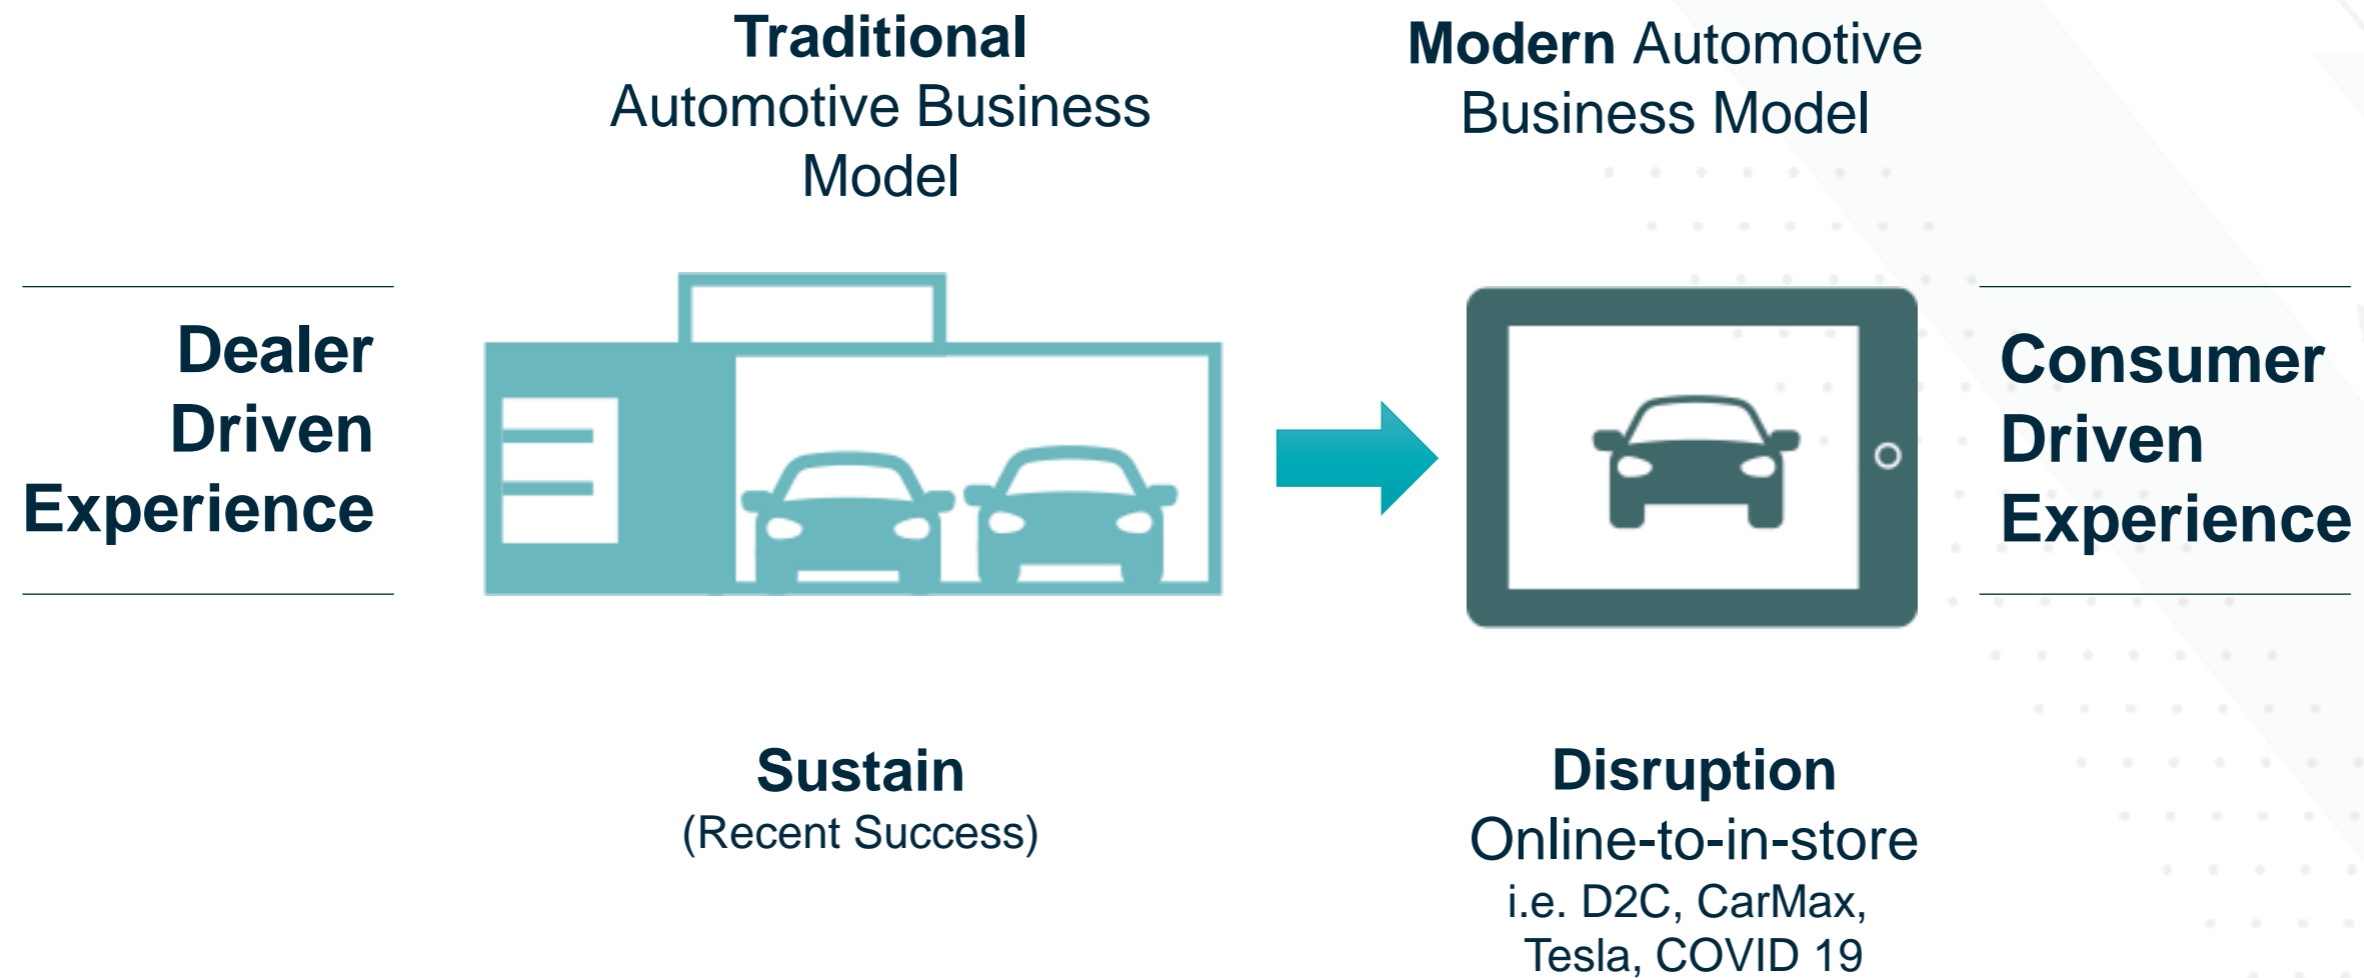 Traditional
Automotive Business
Model
Modern Automotive
Business Model
Dealer
Driven
Experience
Consumer
Driven
Experience
Sustain
(Recent Success)
Disruption
Online-to-in-store
i.e. D2C, CarMax,
Tesla, COVID 19